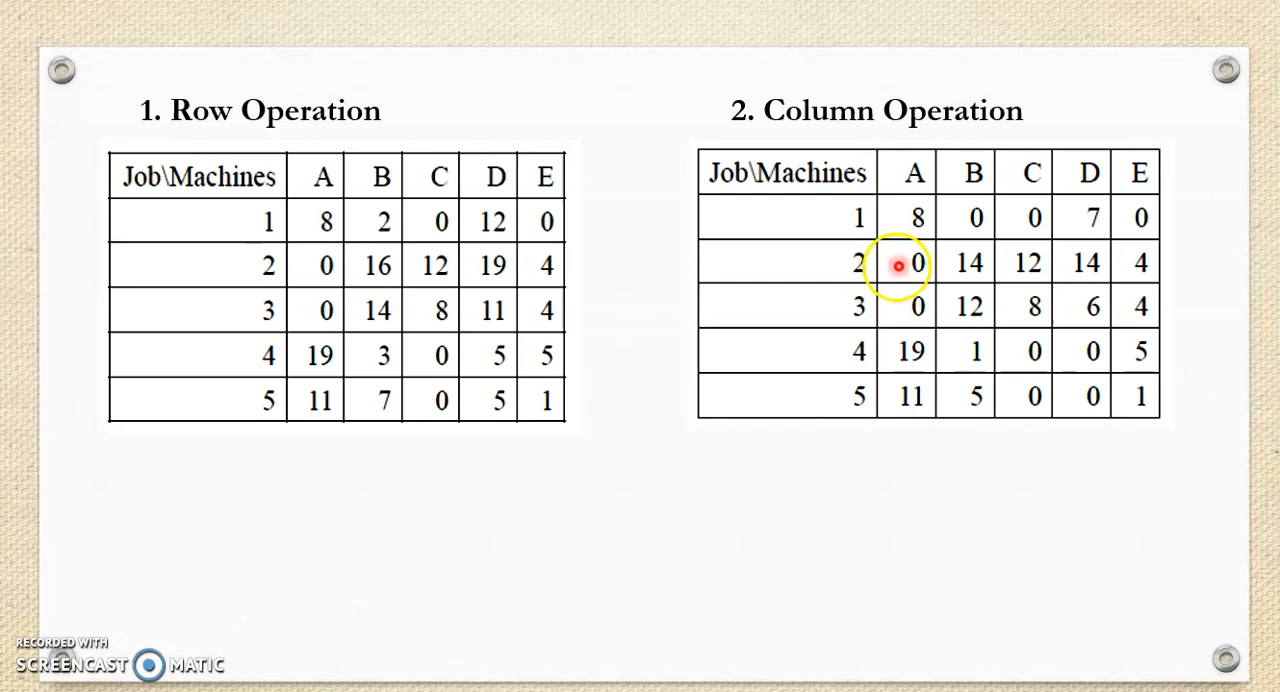 1. Row Operation
Job\Machines A B C D E
1 8 2 0 12 0
2 0 16 12 19 4
3 0 14 8 11 4
4 19 3 0 5 5
5 11 7 0 5 1
2. Column Operation
Job\Machines A B C D E
1 8 0 0 7 0
2 0 14 12 14 4
3 0 12 8 6 4
4 19 1 0 0 5
5 11 5 0 0 1
RECORDED WITH
SCREENCAST MATIC